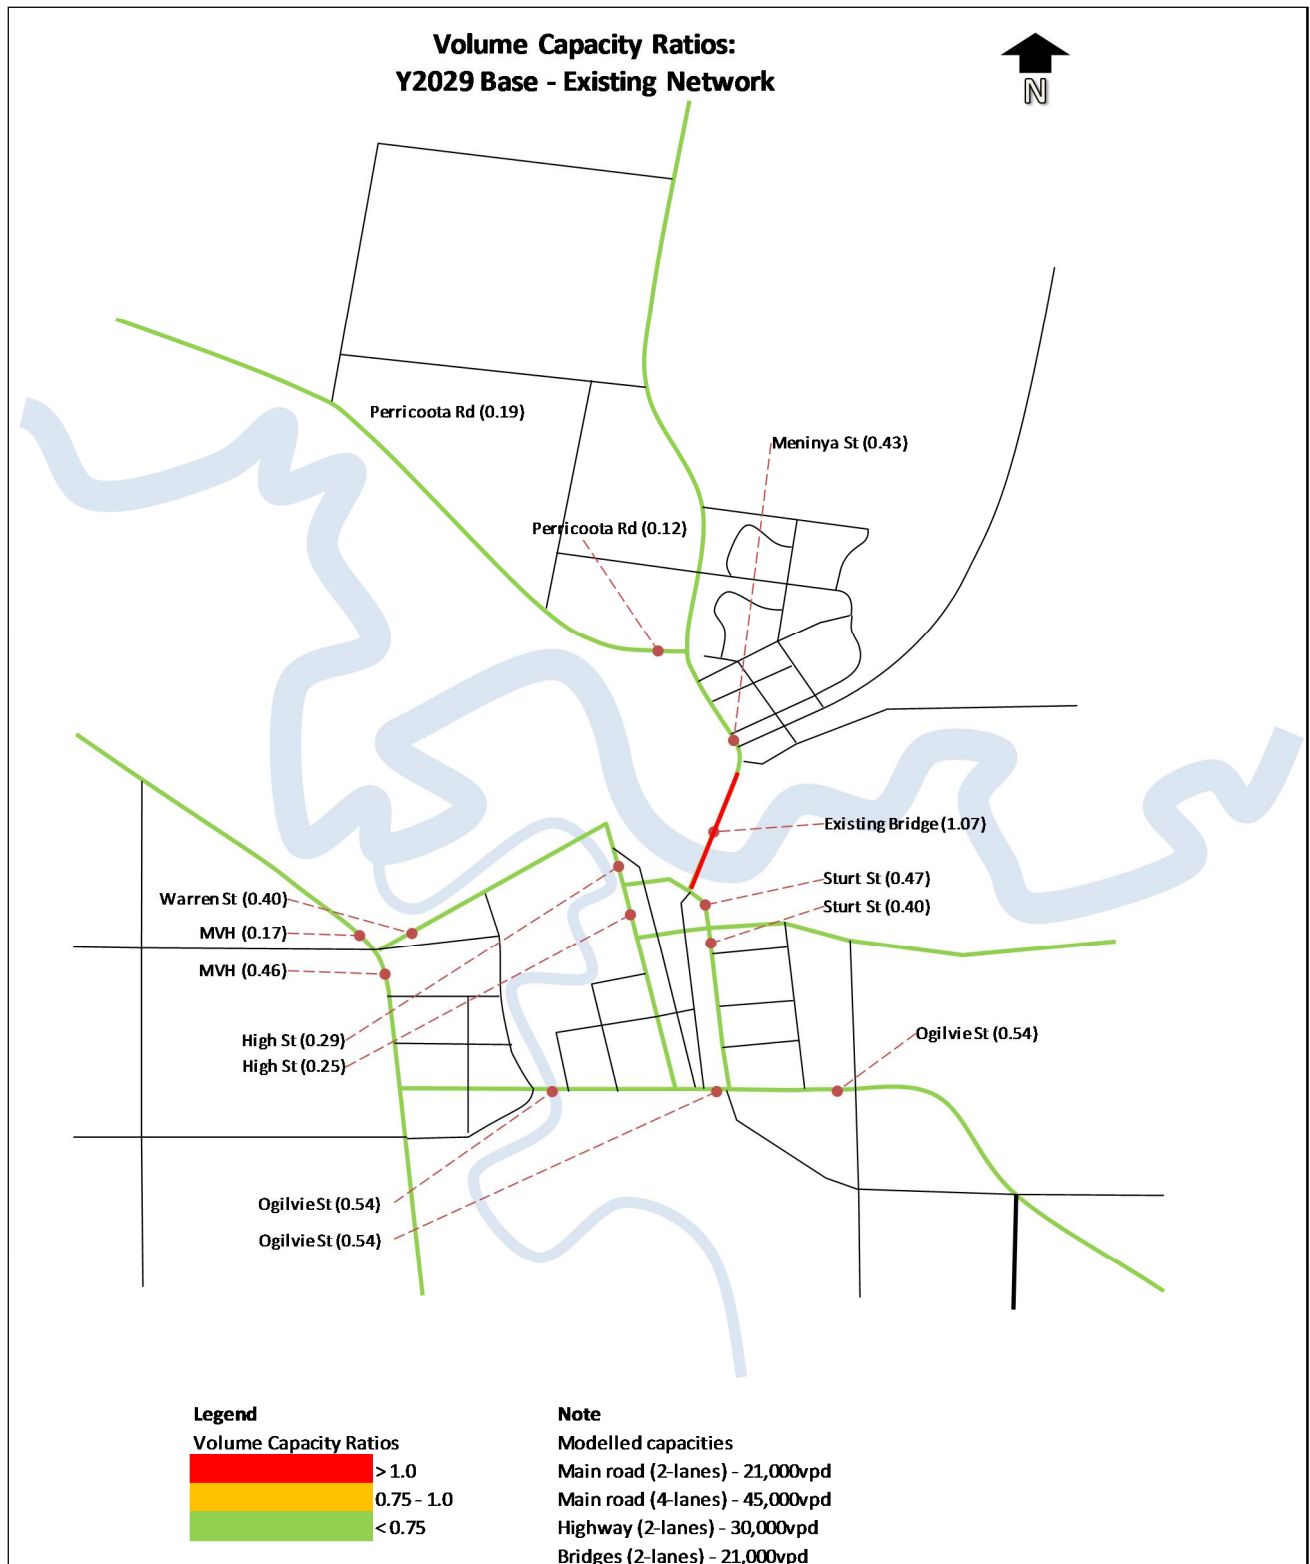 Volume Capacity Ratios:
Y2029 Base - Existing Network
N
Perricoota Rd (0.19)
Meninya St (0.43)
Perricoota Rd (0.12)
Existing Bridge (1.07)
Sturt St (0.47)
Warren St (0.40)
Sturt St (0.40)
MVH (0.17)
MVH (0.46)
Ogilvie St (0.54)
High St (0.29)
High St (0.25)
Ogilvie St (0.54)
Ogilvie St (0.54)
Legend
Volume Capacity Ratios
> 1.0
0.75 - 1.0
< 0.75
Note
Modelled capacities
Main road (2-lanes) - 21,000vpd
Main road (4-lanes) - 45,000vpd
Highway (2-lanes) - 30,000vpd
Bridges (2-lanes) - 21,000vpd